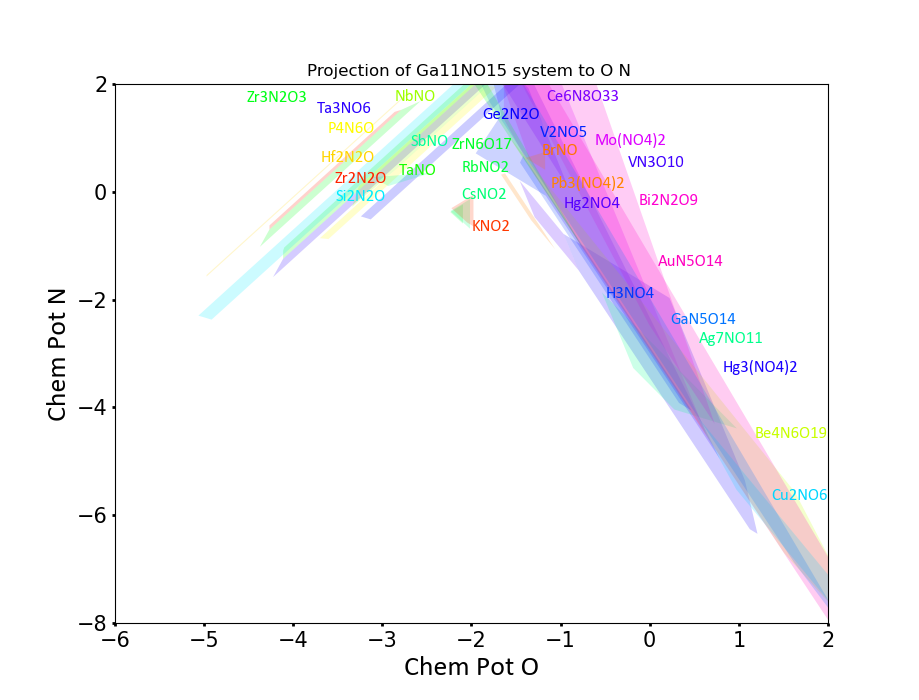 Projection of Ga11NO15 system to O N
2
Zr3N2O3
NbNO
Ce6N8O33
Ta3NO6
Ge2N2O
P4N6O
V2NO5
SbNO
ZrN6O17
Mo(NO4)2
BrNO
Hf2N2O
VN3O10
TaNO
RbNO2
Zr2N2O
Pb3(NO4)2
0
Si2N2O
CsNO2
Hg2NO4
Bi2N2O9
KNO2
AuN5O14
−2
H3NO4
GaN5O14
Ag7NO11
Hg3(NO4)2
Chem Pot N
−4
Be4N6O19
Cu2NO6
−6
−8
−6 −5 −4 −3 −2 −1 0 1 2
Chem Pot O